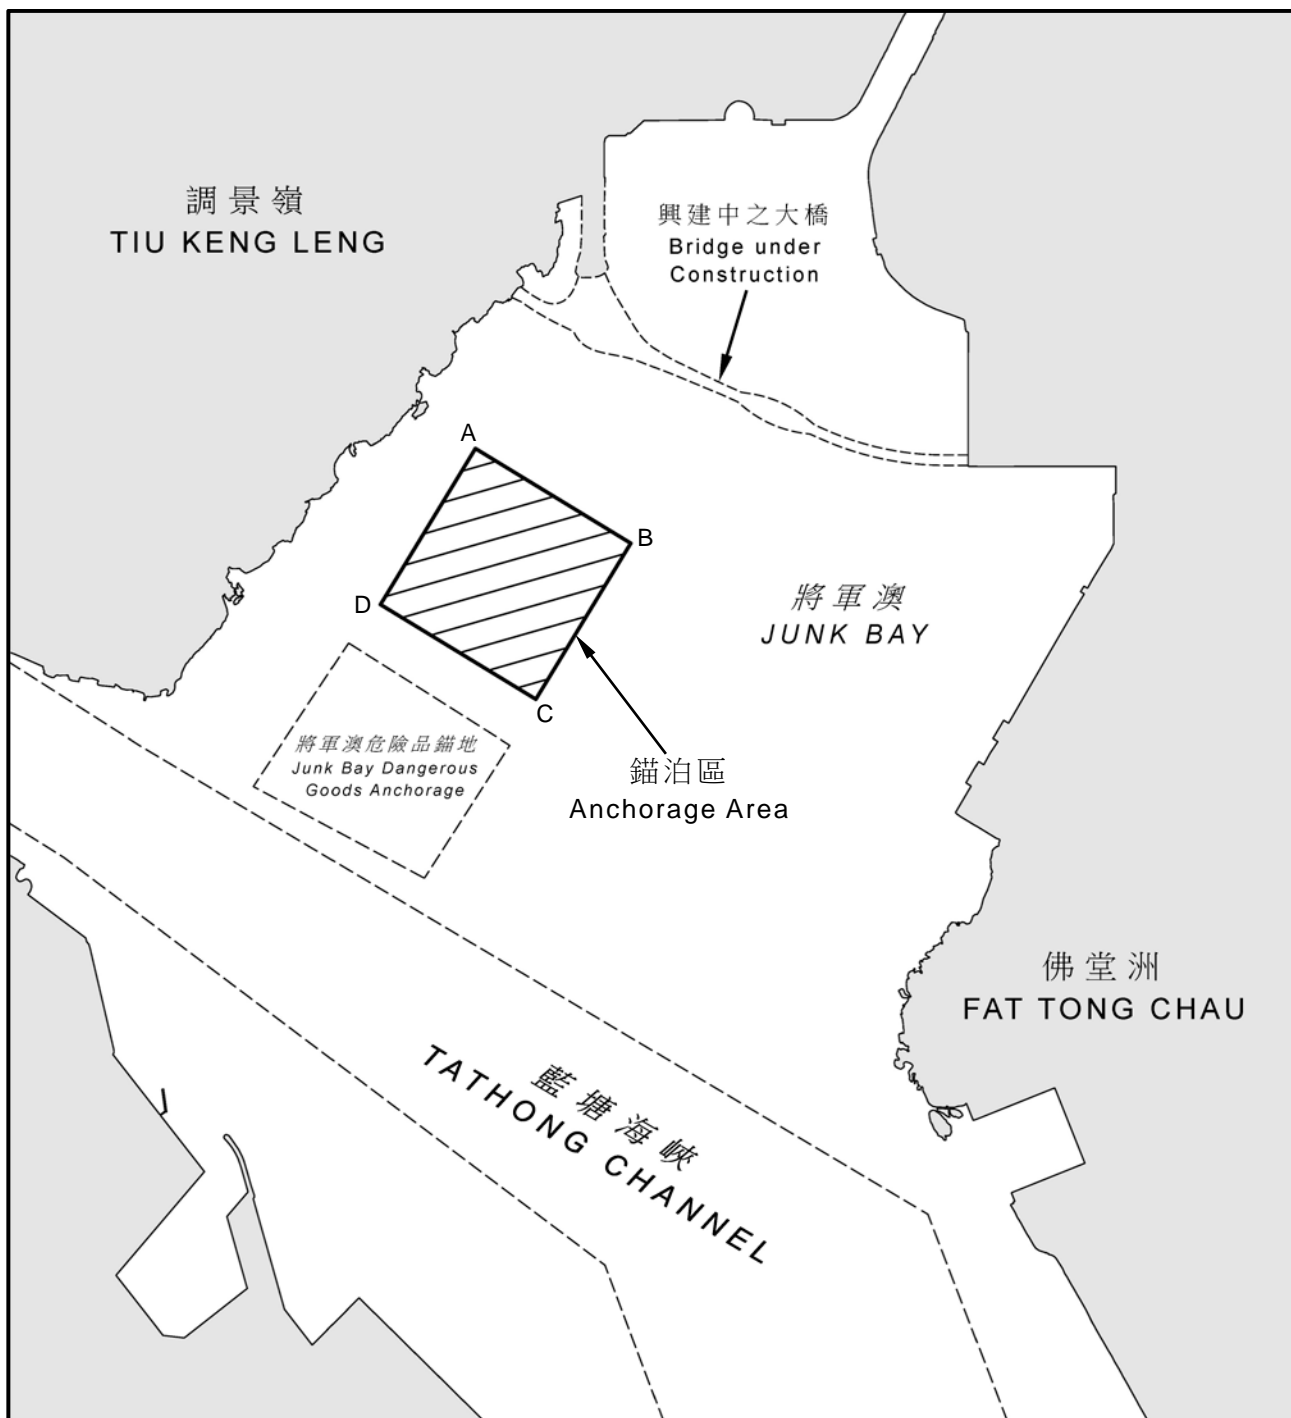 調景嶺
TIU KENG LENG
興建中之大橋
Bridge under
Construction
A
B
D
C
將軍澳
JUNK BAY
將軍澳危險品錨地
Junk Bay Dangerous
Goods Anchorage
錨泊區
Anchorage Area
佛堂洲
FAT TONG CHAU
藍塘海峽
TATHONG CHANNEL